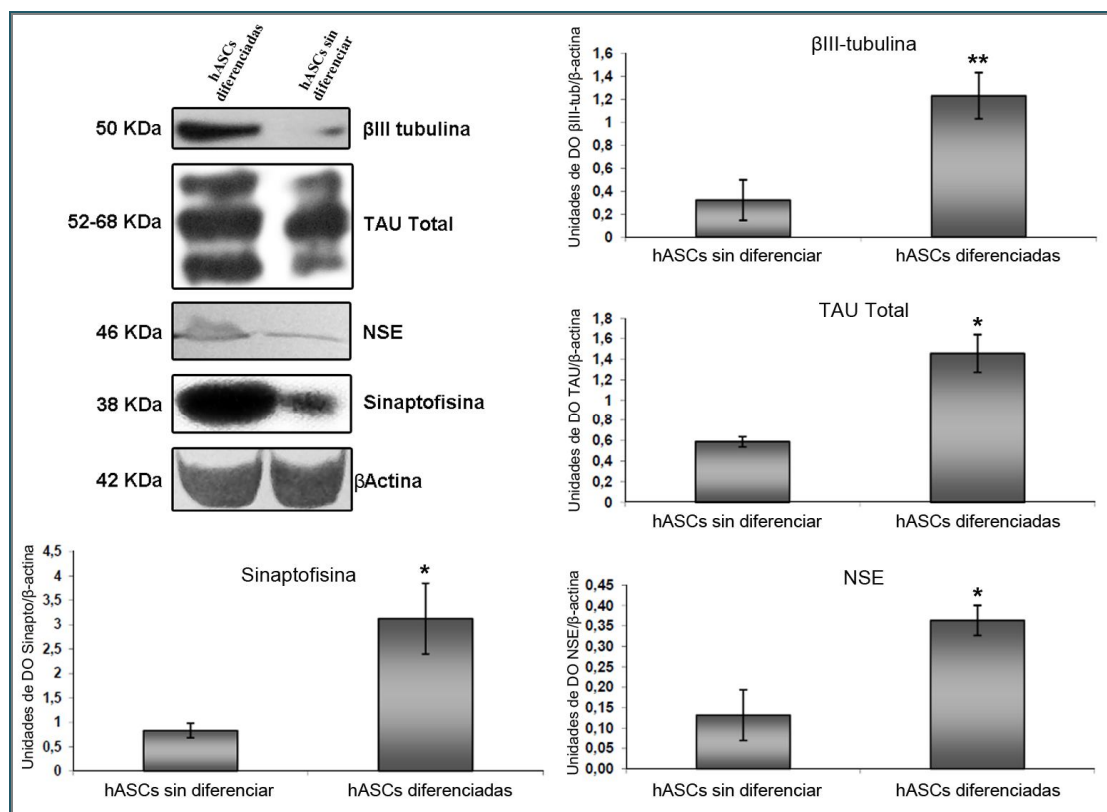 hASCs
diferenciadas
hASCs sin
diferenciar
50 KDa
βIII tubulina
52-68 KDa
TAU Total
46 KDa
NSE
38 KDa
Sinaptofisina
42 KDa
βActina
βIII-tubulina
Unidades de DO βIII-tub/β-actina
1,6
1,4
1,2
1
0,8
0,6
0,4
0,2
0
**
hASCs sin diferenciar
hASCs diferenciadas
TAU Total
Unidades de DO TAU/β-actina
1,8
1,6
1,4
1,2
1
0,8
0,6
0,4
0,2
0
*
hASCs sin diferenciar
hASCs diferenciadas
Sinaptofisina
Unidades de DO Sinapto/β-actina
4,5
4
3,5
3
2,5
2
1,5
1
0,5
0
*
hASCs sin diferenciar
hASCs diferenciadas
NSE
Unidades de DO NSE/β-actina
0,45
0,40
0,35
0,30
0,25
0,20
0,15
0,10
0,05
0,00
*
hASCs sin diferenciar
hASCs diferenciadas